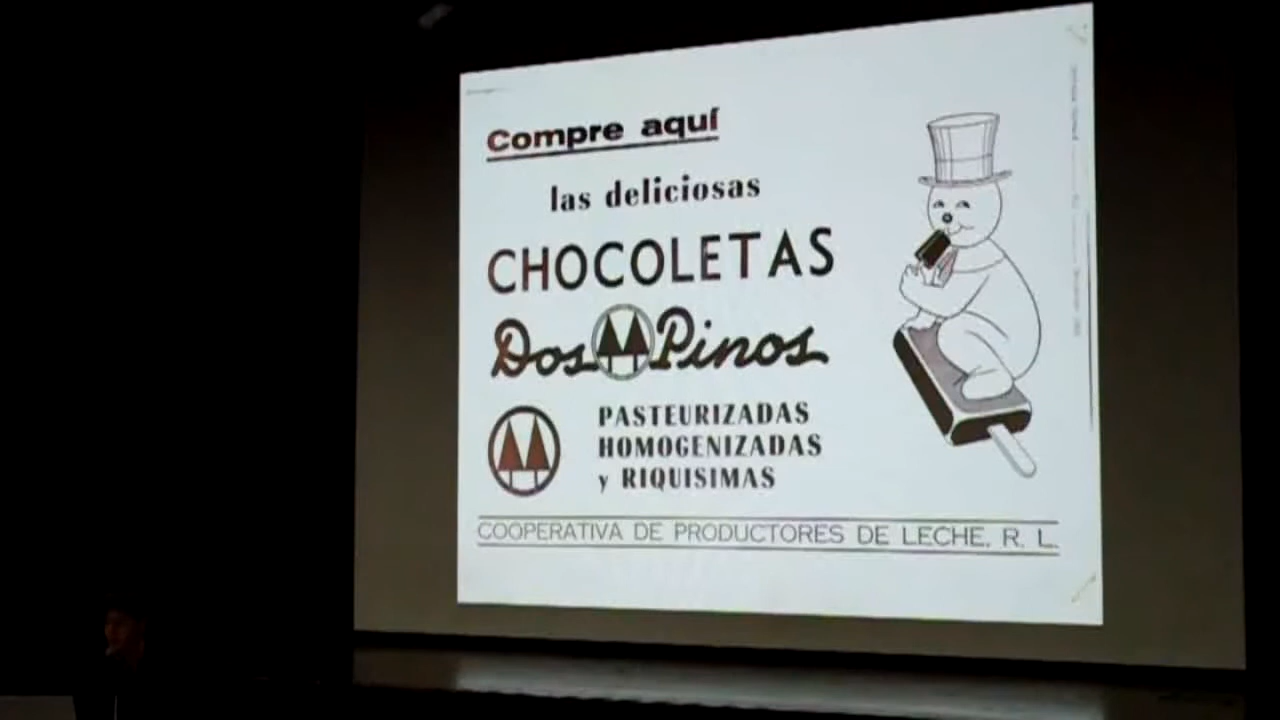 Compre aquí
las deliciosas
CHOCOLETAS
Dos Pinos
PASTEURIZADAS
HOMOGENIZADAS
y RIQUISIMAS
COOPERATIVA DE PRODUCTORES DE LECHE, R. L.